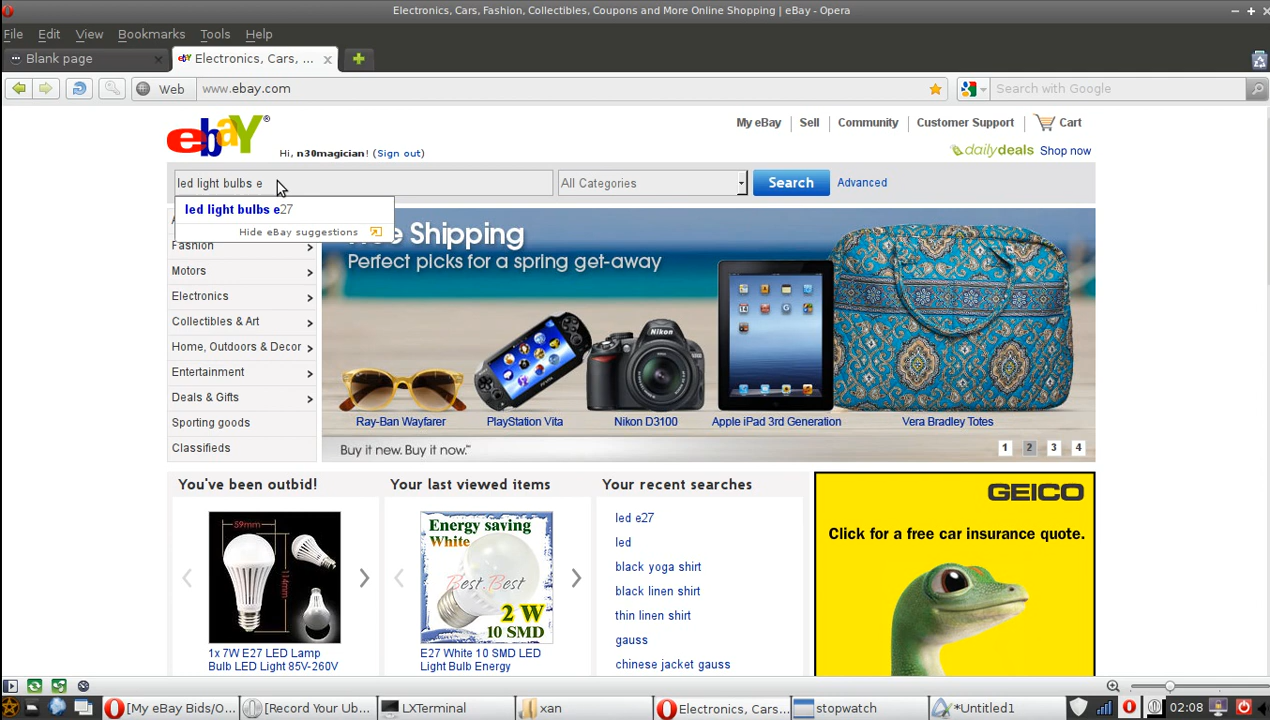 Electronics, Cars, Fashion, Collectibles, Coupons and More Online Shopping | eBay - Opera
File Edit View Bookmarks Tools Help
Blank page
Electronics, Cars, ...
Web www.ebay.com
Search with Google
ebaY®
Hi, n30magician! (Sign out)
My eBay Sell Community Customer Support Cart
dailydeals Shop now
led light bulbs e
All Categories
Search
Advanced
led light bulbs e27
Hide eBay suggestions
Fashion
Motors
Electronics
Collectibles & Art
Home, Outdoors & Decor
Entertainment
Deals & Gifts
Sporting goods
Classifieds
Shipping
Perfect picks for a spring get-away
Nikon
Ray-Ban Wayfarer
PlayStation Vita
Nikon D3100
Apple iPad 3rd Generation
Vera Bradley Totes
Buy it new. Buy it now.™
1 2 3 4
You've been outbid!
59mm
114mm
1x 7W E27 LED Lamp
Bulb LED Light 85V-260V
Your last viewed items
Energy saving
White
Best.Best
2 W
10 SMD
E27 White 10 SMD LED
Light Bulb Energy
Your recent searches
led e27
led
black yoga shirt
black linen shirt
thin linen shirt
gauss
chinese jacket gauss
GEICO
Click for a free car insurance quote.
[My eBay Bids/O...
[Record Your Ub...
LXTerminal
xan
Electronics, Ca...
stopwatch
*Untitled1
02:08